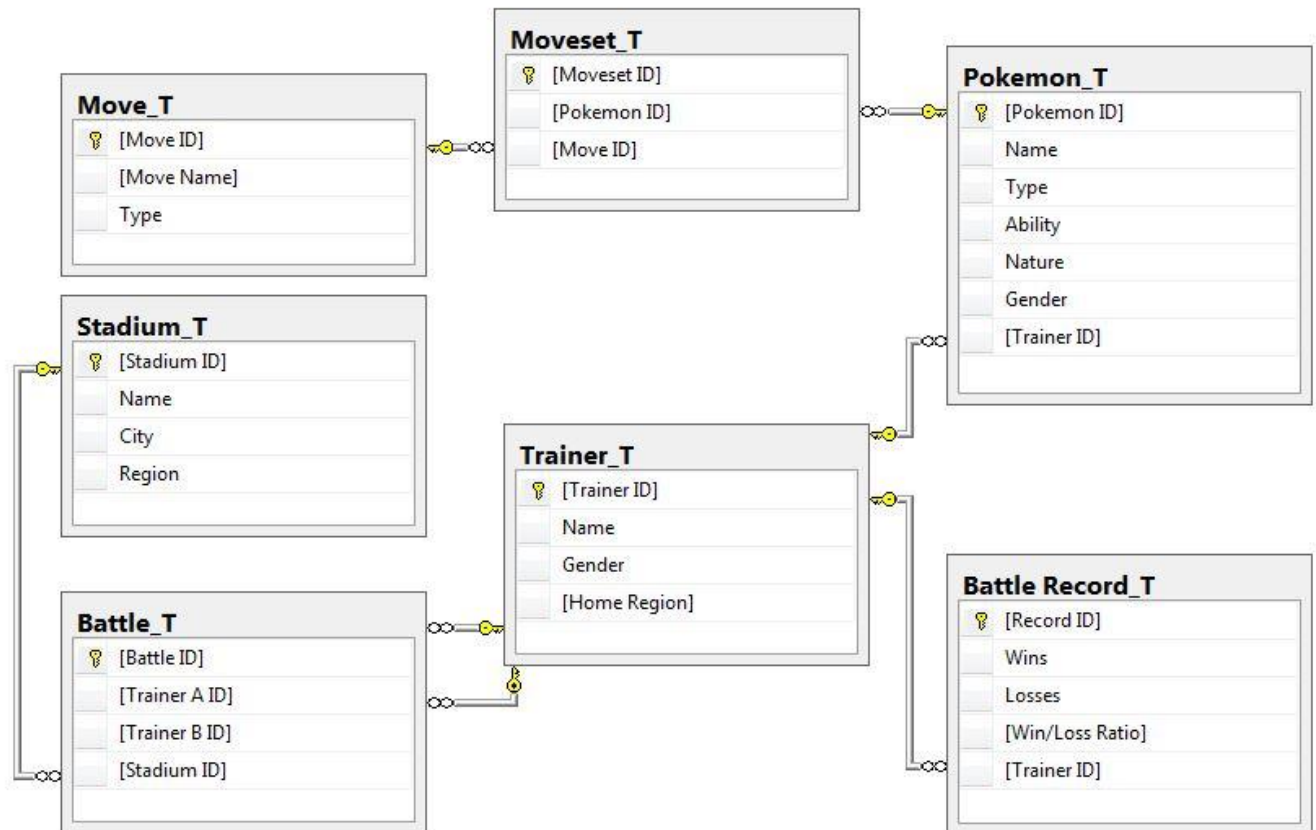 Moveset_T
[Moveset ID]
[Pokemon ID]
[Move ID]
Move_T
[Move ID]
[Move Name]
Type
Pokemon_T
[Pokemon ID]
Name
Type
Ability
Nature
Gender
[Trainer ID]
Stadium_T
[Stadium ID]
Name
City
Region
Trainer_T
[Trainer ID]
Name
Gender
[Home Region]
Battle_T
[Battle ID]
[Trainer A ID]
[Trainer B ID]
[Stadium ID]
Battle Record_T
[Record ID]
Wins
Losses
[Win/Loss Ratio]
[Trainer ID]